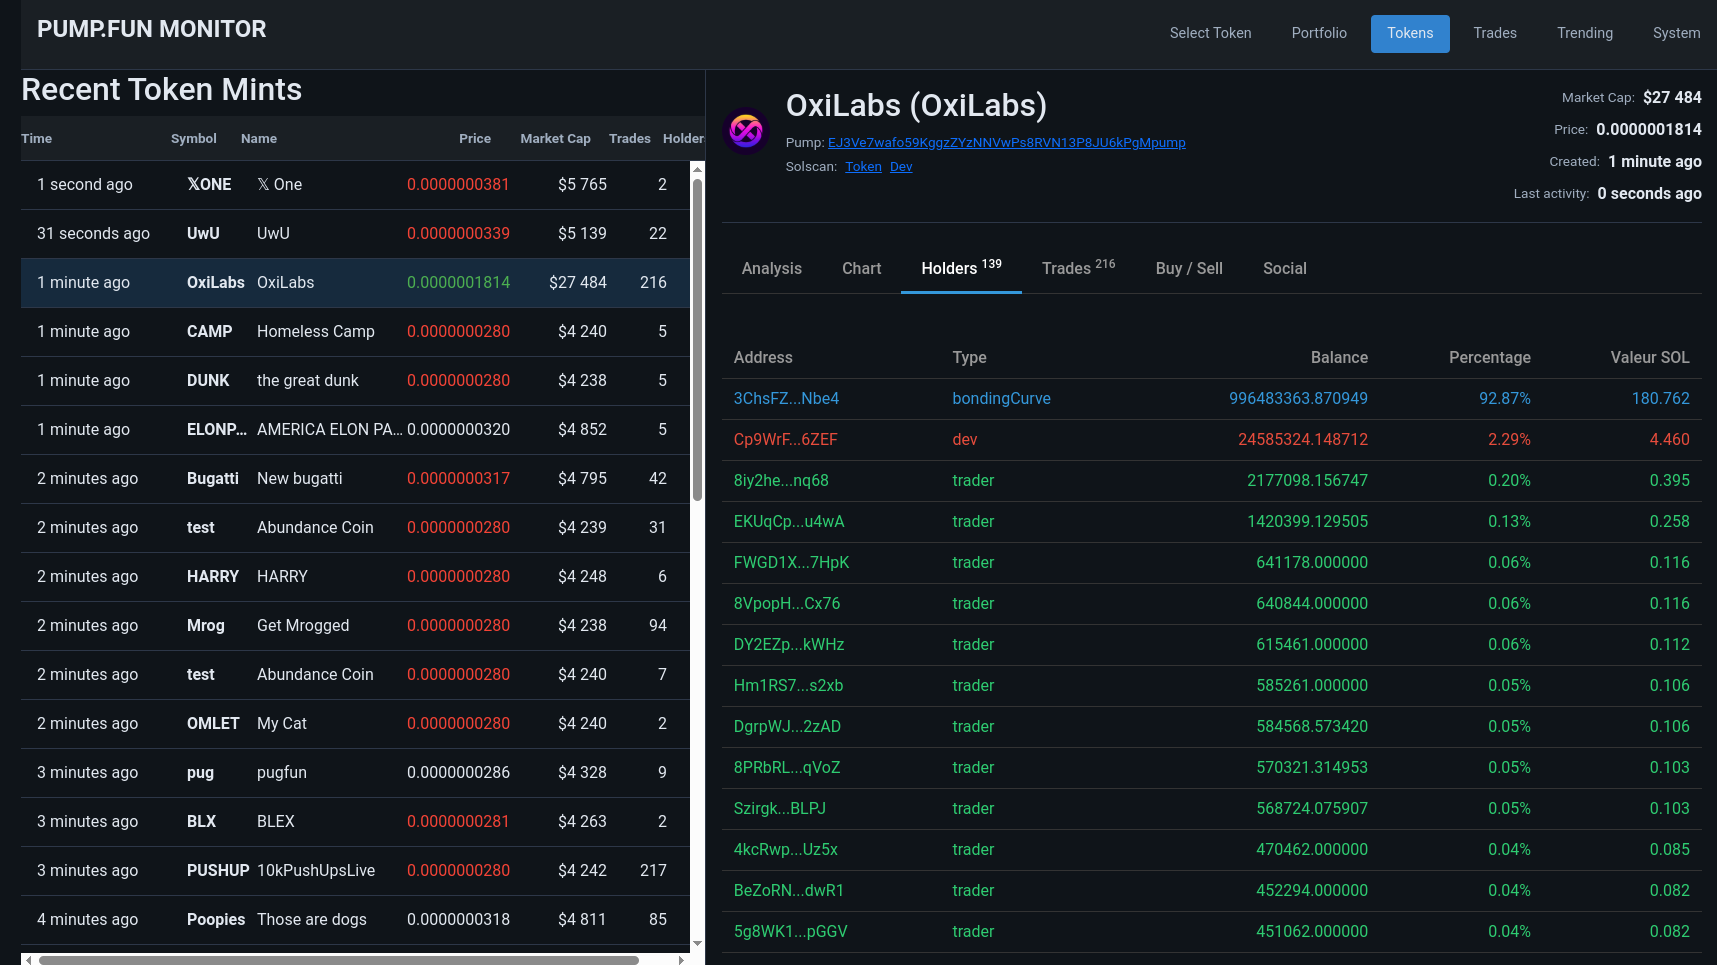 PUMP.FUN MONITOR
Select Token Portfolio Tokens Trades Trending System
Recent Token Mints
Time Symbol Name Price Market Cap Trades Holder
1 second ago 𝕏ONE 𝕏 One 0.0000000381 $5 765 2
31 seconds ago UwU UwU 0.0000000339 $5 139 22
1 minute ago OxiLabs OxiLabs 0.0000001814 $27 484 216
1 minute ago CAMP Homeless Camp 0.0000000280 $4 240 5
1 minute ago DUNK the great dunk 0.0000000280 $4 238 5
1 minute ago ELONP... AMERICA ELON PA... 0.0000000320 $4 852 5
2 minutes ago Bugatti New bugatti 0.0000000317 $4 795 42
2 minutes ago test Abundance Coin 0.0000000280 $4 239 31
2 minutes ago HARRY HARRY 0.0000000280 $4 248 6
2 minutes ago Mrog Get Mrogged 0.0000000280 $4 238 94
2 minutes ago test Abundance Coin 0.0000000280 $4 240 7
2 minutes ago OMLET My Cat 0.0000000280 $4 240 2
3 minutes ago pug pugfun 0.0000000286 $4 328 9
3 minutes ago BLX BLEX 0.0000000281 $4 263 2
3 minutes ago PUSHUP 10kPushUpsLive 0.0000000280 $4 242 217
4 minutes ago Poopies Those are dogs 0.0000000318 $4 811 85
OxiLabs (OxiLabs)
Pump: EJ3Ve7wafo59KggzZYzNNVwPs8RVN13P8JU6kPgMpump
Solscan: Token Dev
Market Cap: $27 484
Price: 0.0000001814
Created: 1 minute ago
Last activity: 0 seconds ago
Analysis Chart Holders 139 Trades 216 Buy / Sell Social
Address Type Balance Percentage Valeur SOL
3ChsFZ...Nbe4 bondingCurve 996483363.870949 92.87% 180.762
Cp9WrF...6ZEF dev 24585324.148712 2.29% 4.460
8iy2he...nq68 trader 2177098.156747 0.20% 0.395
EKUqCp...u4wA trader 1420399.129505 0.13% 0.258
FWGD1X...7HpK trader 641178.000000 0.06% 0.116
8VpopH...Cx76 trader 640844.000000 0.06% 0.116
DY2EZp...kWHz trader 615461.000000 0.06% 0.112
Hm1RS7...s2xb trader 585261.000000 0.05% 0.106
DgrpWJ...2zAD trader 584568.573420 0.05% 0.106
8PRbRL...qVoZ trader 570321.314953 0.05% 0.103
Szirgk...BLPJ trader 568724.075907 0.05% 0.103
4kcRwp...Uz5x trader 470462.000000 0.04% 0.085
BeZoRN...dwR1 trader 452294.000000 0.04% 0.082
5g8WK1...pGGV trader 451062.000000 0.04% 0.082